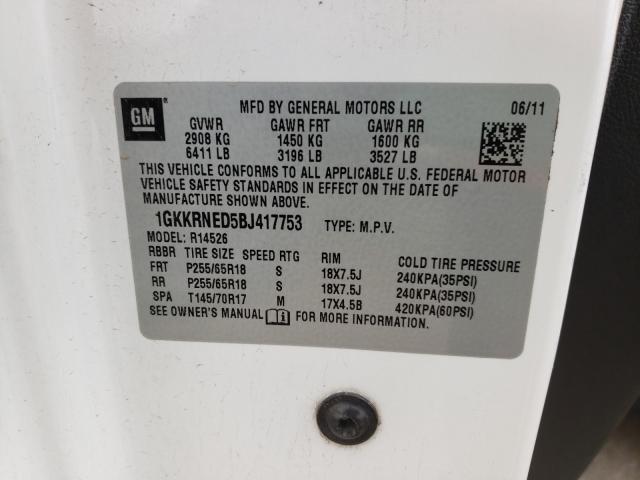 GM
MFD BY GENERAL MOTORS LLC 06/11
GVWR GAWR FRT GAWR RR
2908 KG 1450 KG 1600 KG
6411 LB 3196 LB 3527 LB
THIS VEHICLE CONFORMS TO ALL APPLICABLE U.S. FEDERAL MOTOR
VEHICLE SAFETY STANDARDS IN EFFECT ON THE DATE OF
MANUFACTURE SHOWN ABOVE.
1GKKRNED5BJ417753 TYPE: M.P.V.
MODEL: R14526
RBBR TIRE SIZE SPEED RTG RIM COLD TIRE PRESSURE
FRT P255/65R18 S 18X7.5J 240KPA(35PSI)
RR P255/65R18 S 18X7.5J 240KPA(35PSI)
SPA T145/70R17 M 17X4.5B 420KPA(60PSI)
SEE OWNER'S MANUAL FOR MORE INFORMATION.